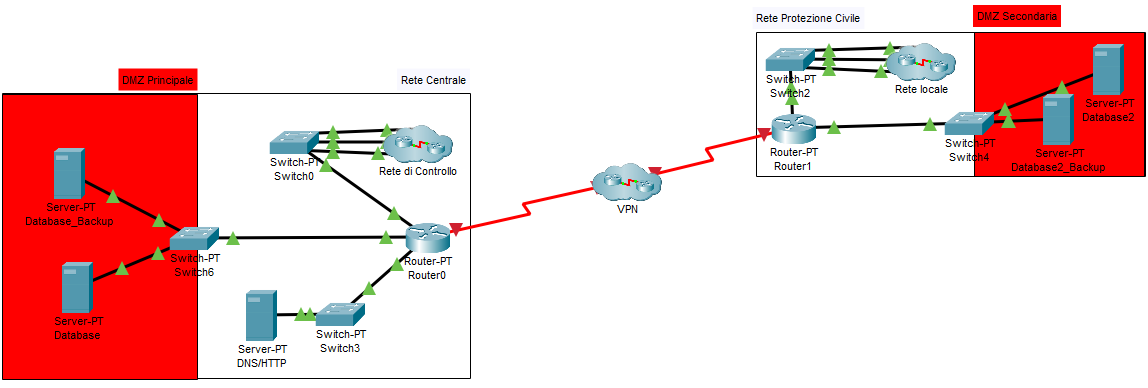 DMZ Principale
Rete Centrale
Switch-PT
Switch0
Rete di Controllo
Server-PT
Database_Backup
Switch-PT
Switch6
Router-PT
Router0
Server-PT
Database
Server-PT
DNS/HTTP
Switch-PT
Switch3
VPN
Rete Protezione Civile
DMZ Secondaria
Switch-PT
Switch2
Rete locale
Server-PT
Database2
Router-PT
Router1
Switch-PT
Switch4
Server-PT
Database2_Backup